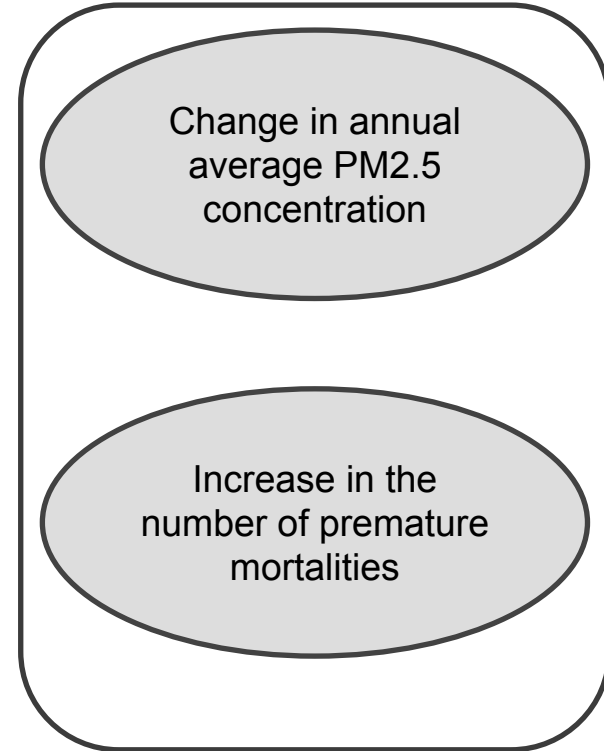 Change in annual
average PM2.5
concentration
Increase in the
number of premature
mortalities